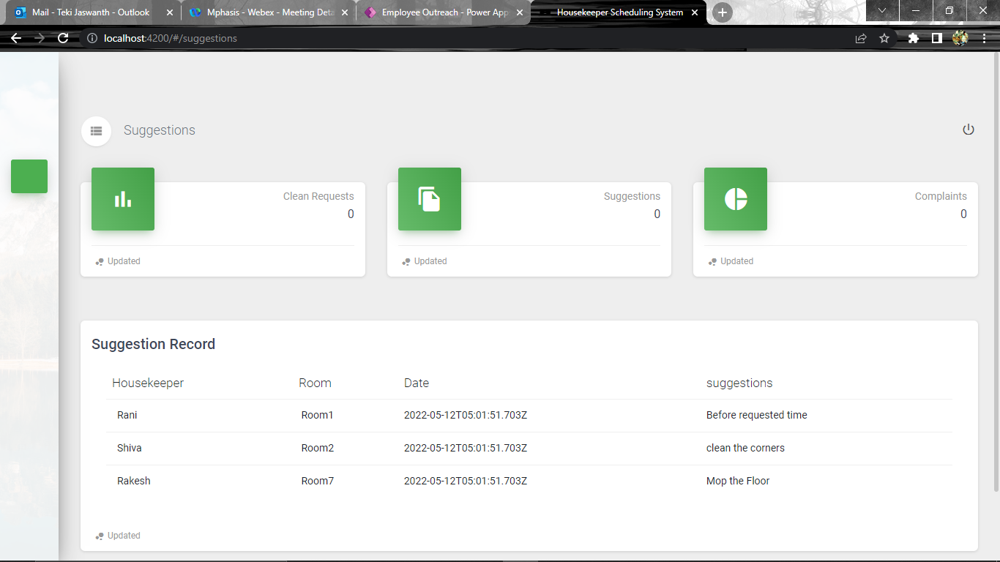 Mail - Teki Jaswanth - Outlook
Mphasis - Webex - Meeting Deta
Employee Outreach - Power App
Housekeeper Scheduling System
localhost:4200/#/suggestions
Suggestions
Clean Requests
0
Updated
Suggestions
0
Updated
Complaints
0
Updated
Suggestion Record
Housekeeper Room Date suggestions
Rani Room1 2022-05-12T05:01:51.703Z Before requested time
Shiva Room2 2022-05-12T05:01:51.703Z clean the corners
Rakesh Room7 2022-05-12T05:01:51.703Z Mop the Floor
Updated